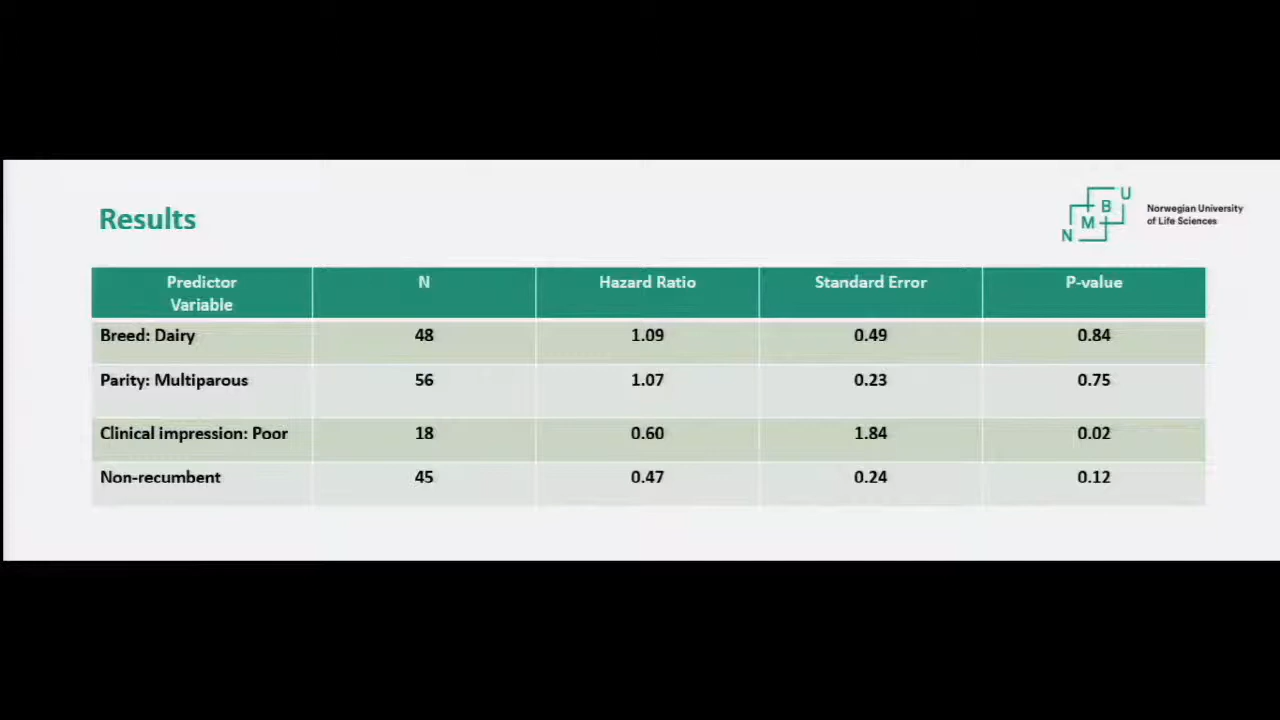 Results
N M B U
Norwegian University
of Life Sciences
Predictor Variable N Hazard Ratio Standard Error P-value
Breed: Dairy 48 1.09 0.49 0.84
Parity: Multiparous 56 1.07 0.23 0.75
Clinical impression: Poor 18 0.60 1.84 0.02
Non-recumbent 45 0.47 0.24 0.12